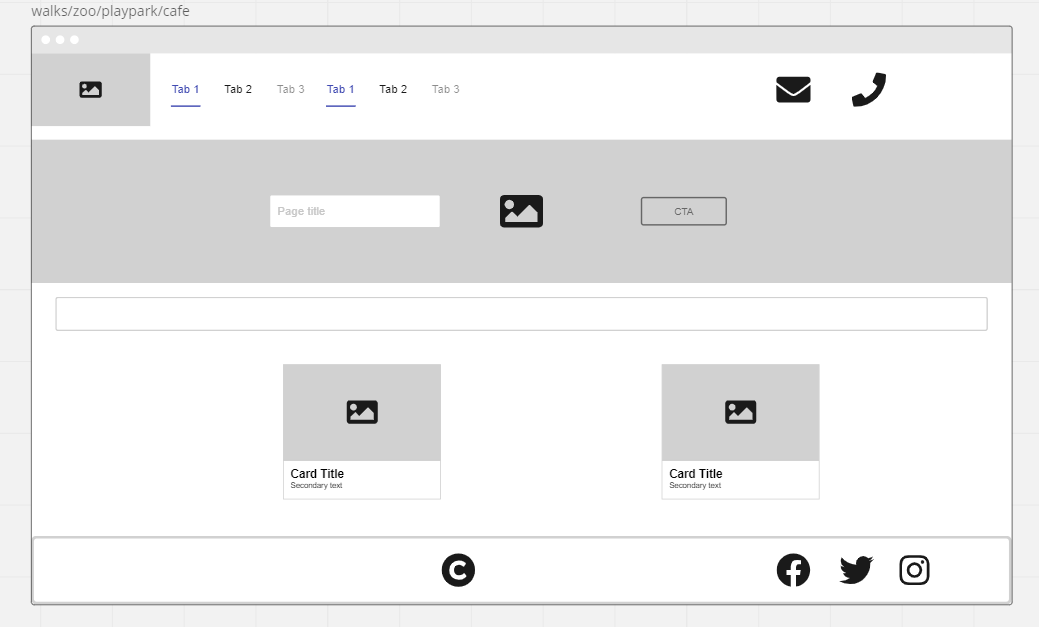 walks/zoo/playpark/cafe
Tab 1 Tab 2 Tab 3 Tab 1 Tab 2 Tab 3
Page title CTA
Card Title Card Title
Secondary text Secondary text